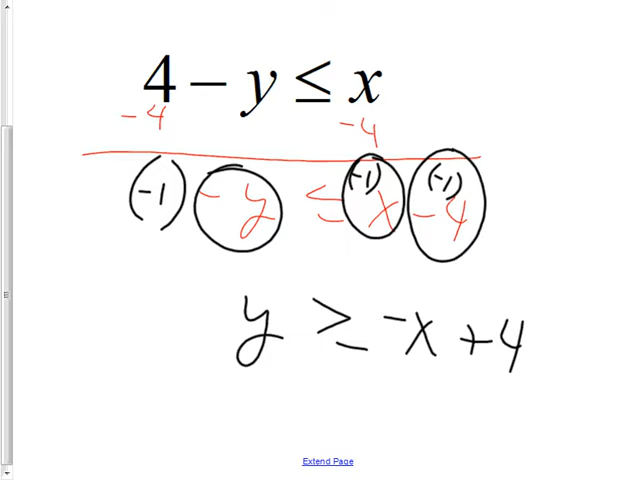 4 − y ≤ x
-4 -4
(-1) -y ≤ (-1) x (-1) -4
y ≥ -x + 4
Extend Page